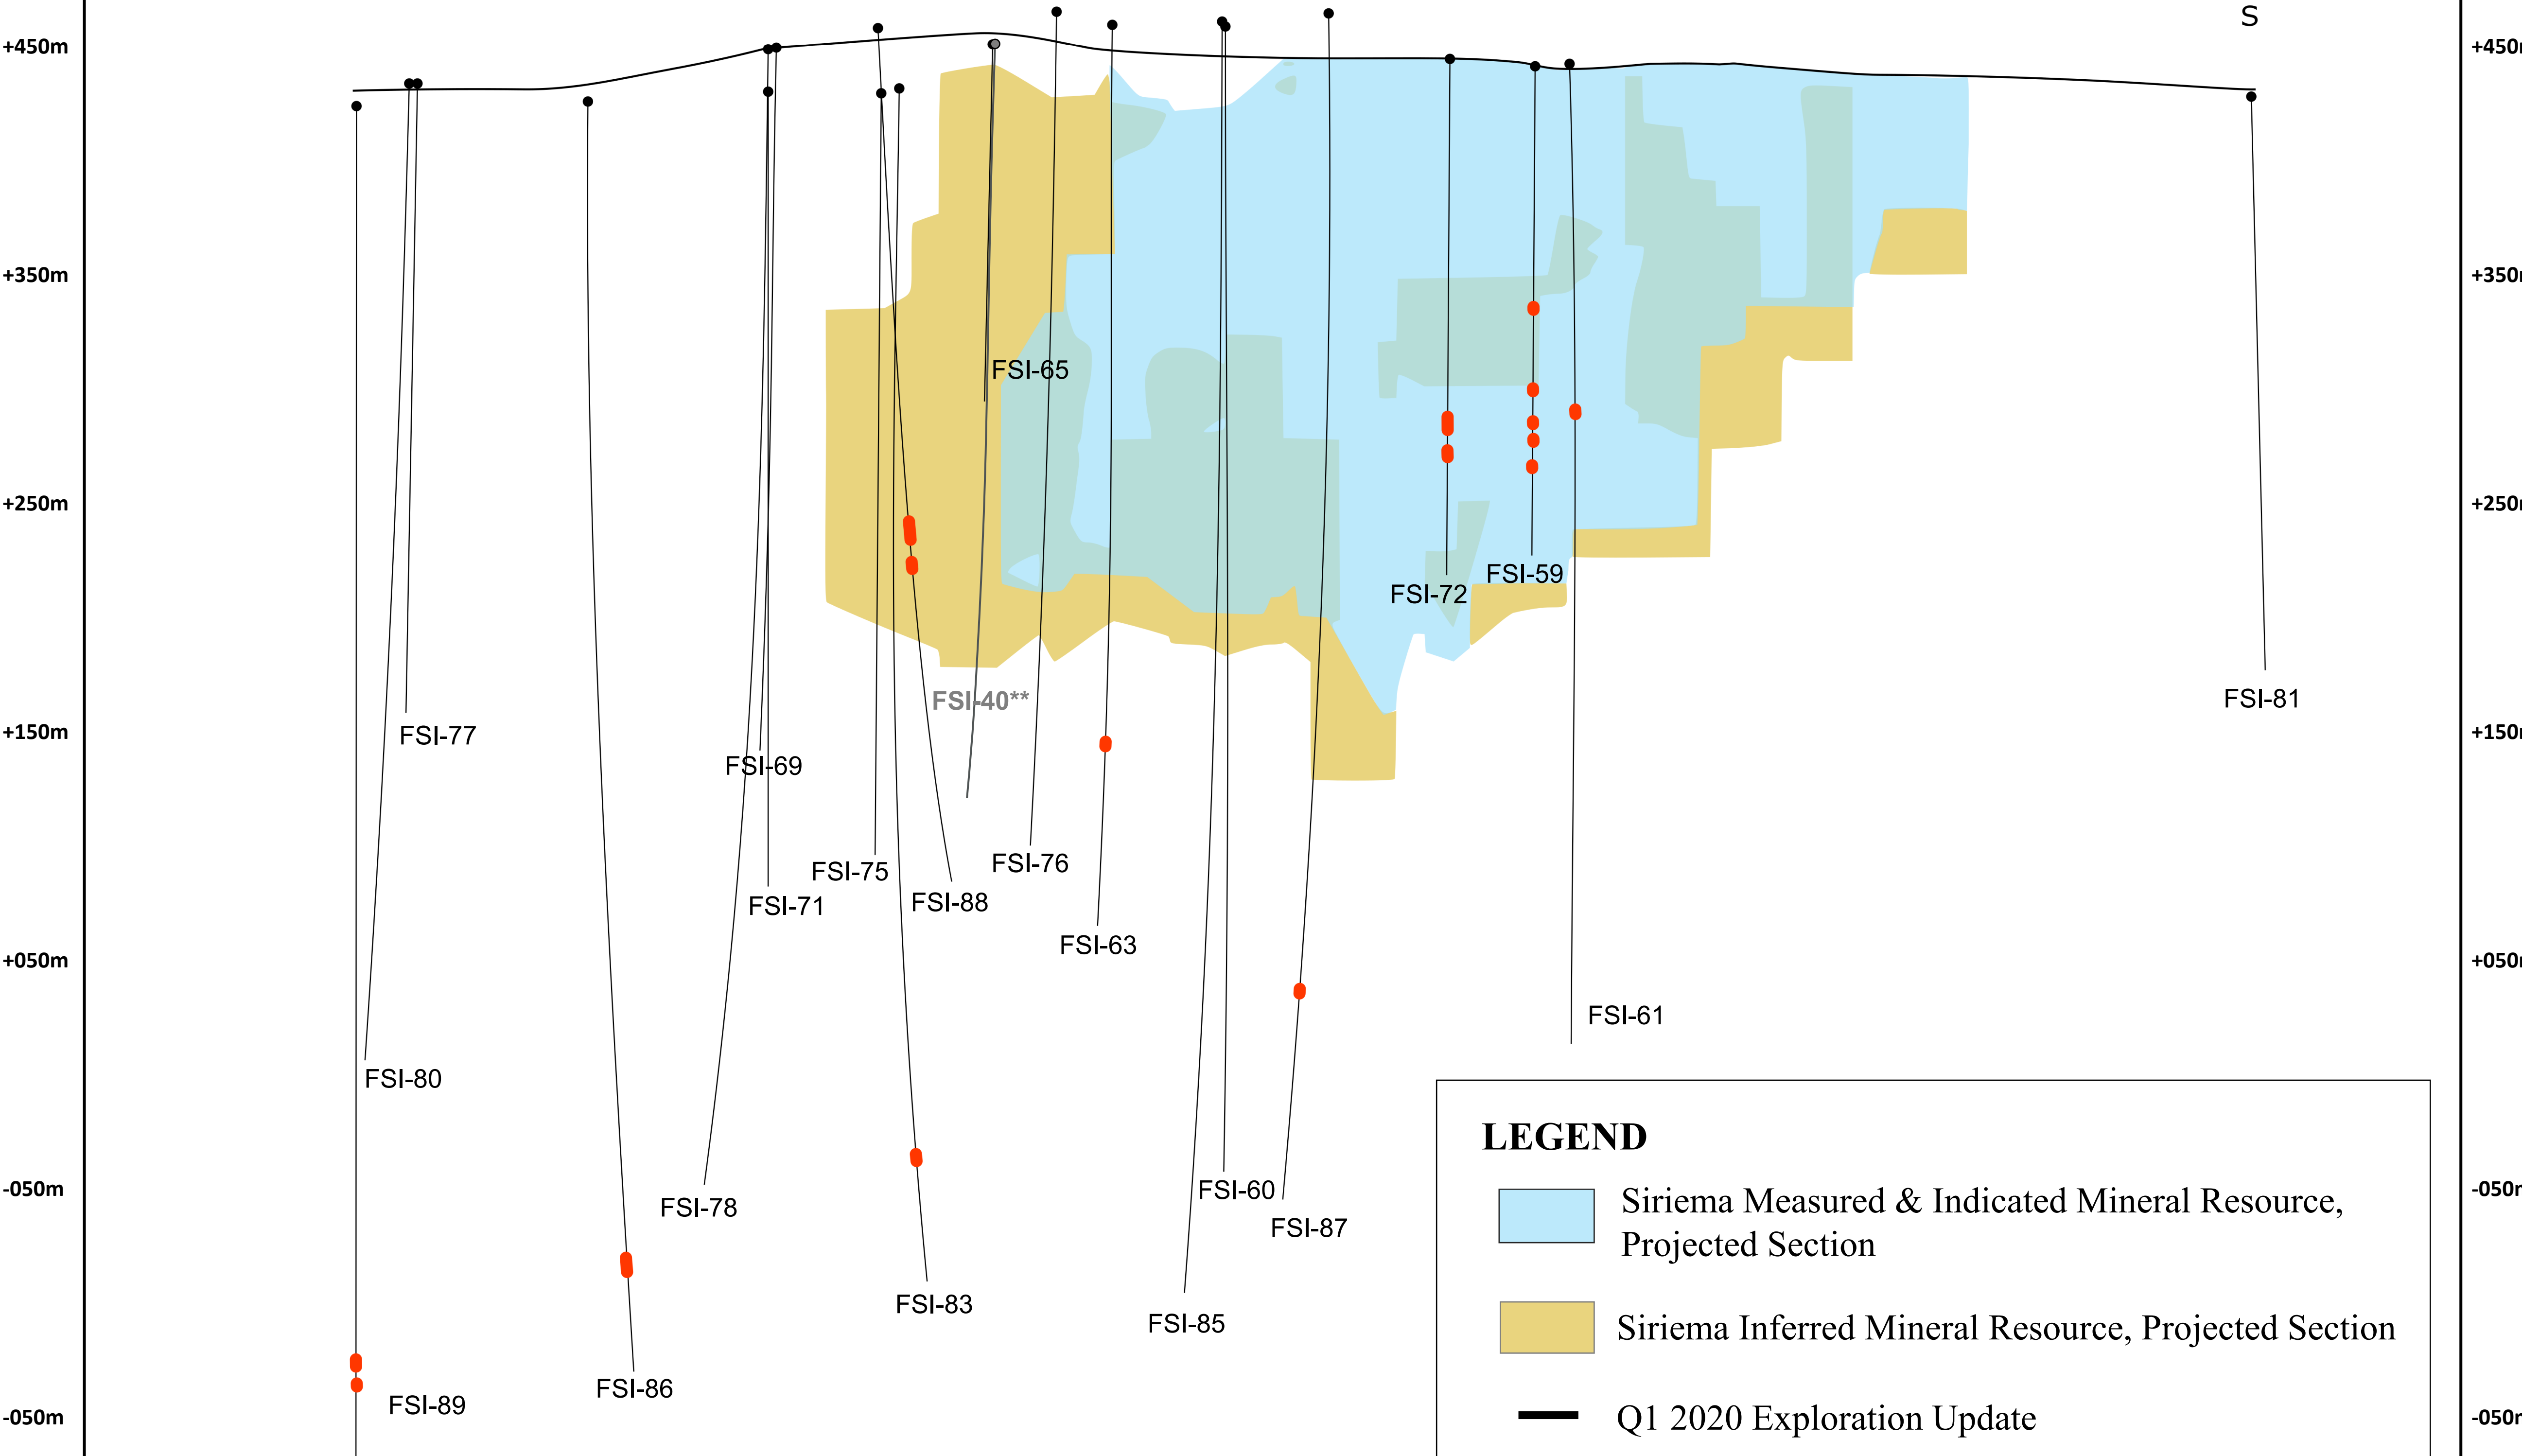 S
+450m
+450m
+350m
+350m
+250m
+250m
+150m
+150m
+050m
+050m
-050m
-050m
-050m
-050m
FSI-65
FSI-59
FSI-72
FSI-40**
FSI-81
FSI-77
FSI-69
FSI-76
FSI-75
FSI-88
FSI-71
FSI-63
FSI-61
FSI-80
FSI-60
FSI-78
FSI-87
FSI-83
FSI-85
FSI-86
FSI-89
LEGEND
Siriema Measured & Indicated Mineral Resource,
Projected Section
Siriema Inferred Mineral Resource, Projected Section
Q1 2020 Exploration Update